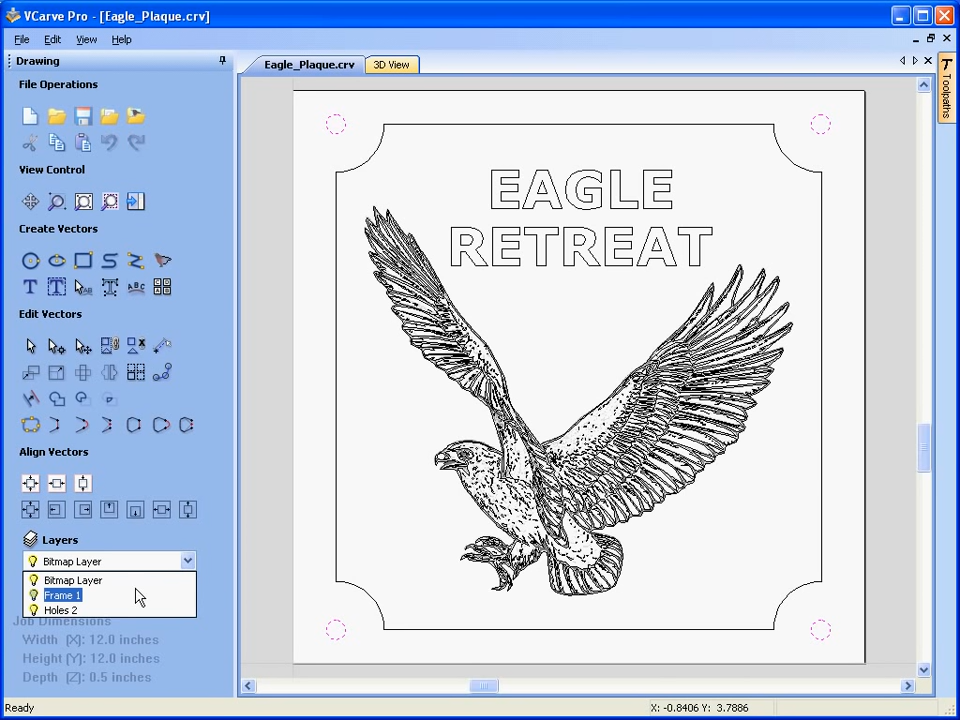 VCarve Pro - [Eagle_Plaque.crv]
File Edit View Help
Drawing
Eagle_Plaque.crv 3D View
Toolpaths
File Operations
View Control
Create Vectors
Edit Vectors
Align Vectors
Layers
Bitmap Layer
Bitmap Layer
Frame 1
Holes 2
Job Dimensions
Width (X): 12.0 inches
Height (Y): 12.0 inches
Depth (Z): 0.5 inches
EAGLE
RETREAT
Ready
X: -0.8406 Y: 3.7886